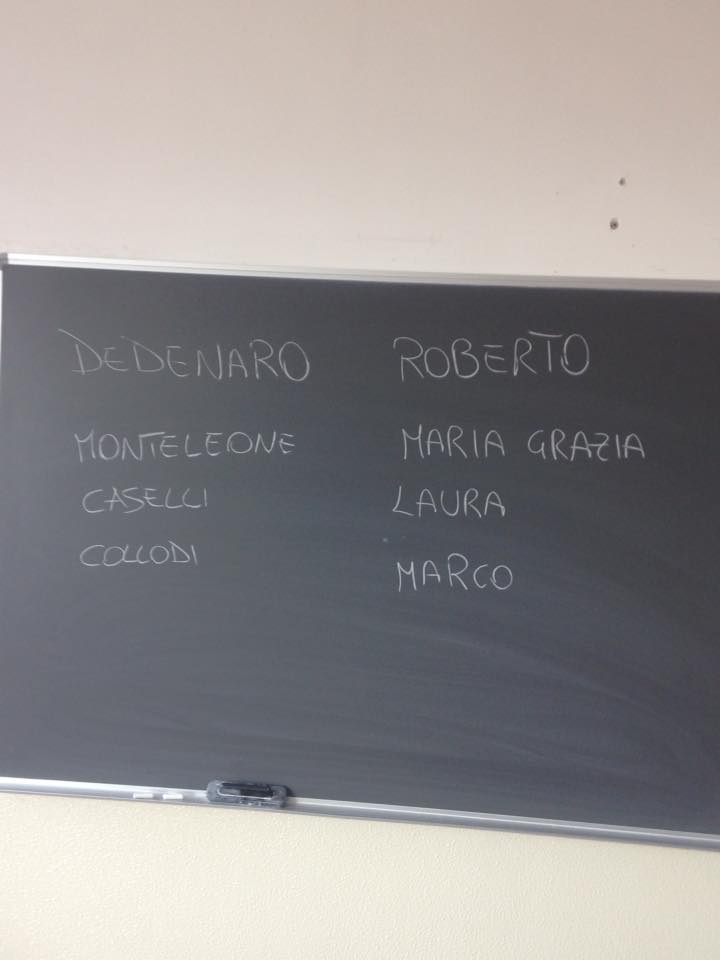 DEDENARO ROBERTO
MONTELEONE MARIA GRAZIA
CASELLI LAURA
COLLODI MARCO